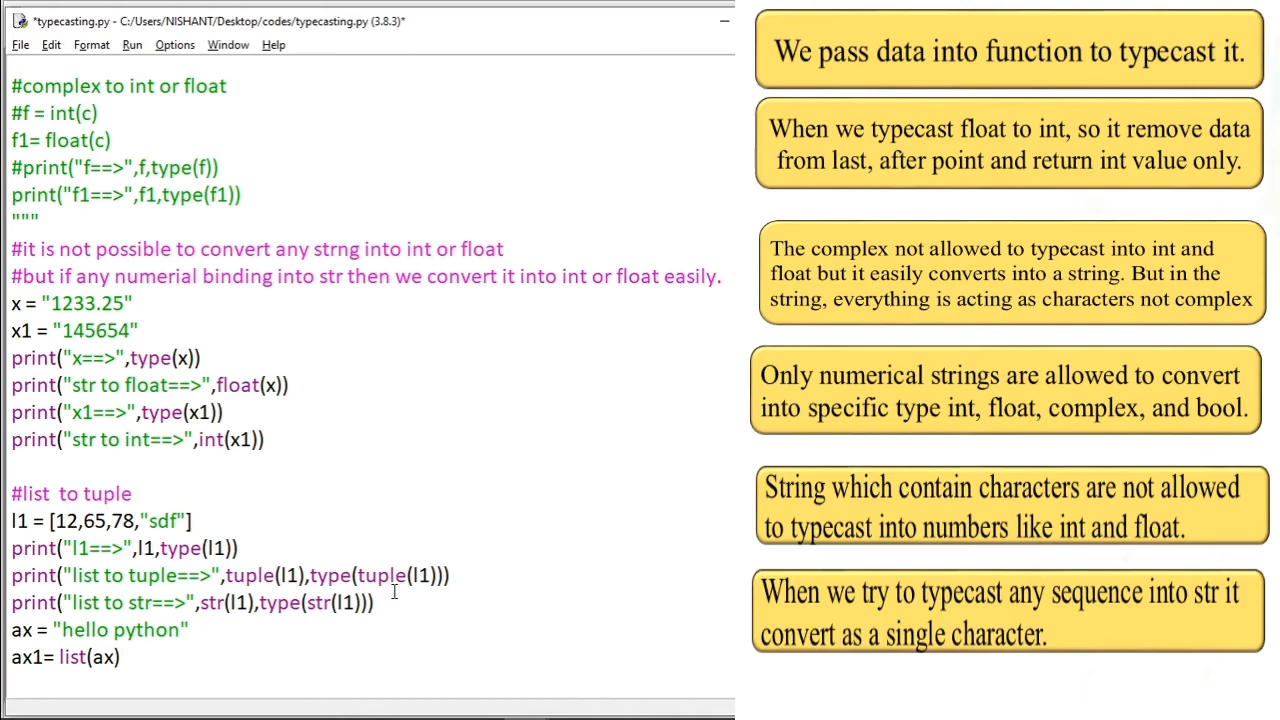 *typecasting.py - C:/Users/NISHANT/Desktop/codes/typecasting.py (3.8.3)*
File Edit Format Run Options Window Help
#complex to int or float
#f = int(c)
f1= float(c)
#print("f==>",f,type(f))
print("f1==>",f1,type(f1))
"""
#it is not possible to convert any strng into int or float
#but if any numerial binding into str then we convert it into int or float easily.
x = "1233.25"
x1 = "145654"
print("x==>",type(x))
print("str to float==>",float(x))
print("x1==>",type(x1))
print("str to int==>",int(x1))
#list  to tuple
l1 = [12,65,78,"sdf"]
print("l1==>",l1,type(l1))
print("list to tuple==>",tuple(l1),type(tuple(l1)))
print("list to str==>",str(l1),type(str(l1)))
ax = "hello python"
ax1= list(ax)
We pass data into function to typecast it.
When we typecast float to int, so it remove data
from last, after point and return int value only.
The complex not allowed to typecast into int and
float but it easily converts into a string. But in the
string, everything is acting as characters not complex
Only numerical strings are allowed to convert
into specific type int, float, complex, and bool.
String which contain characters are not allowed
to typecast into numbers like int and float.
When we try to typecast any sequence into str it
convert as a single character.